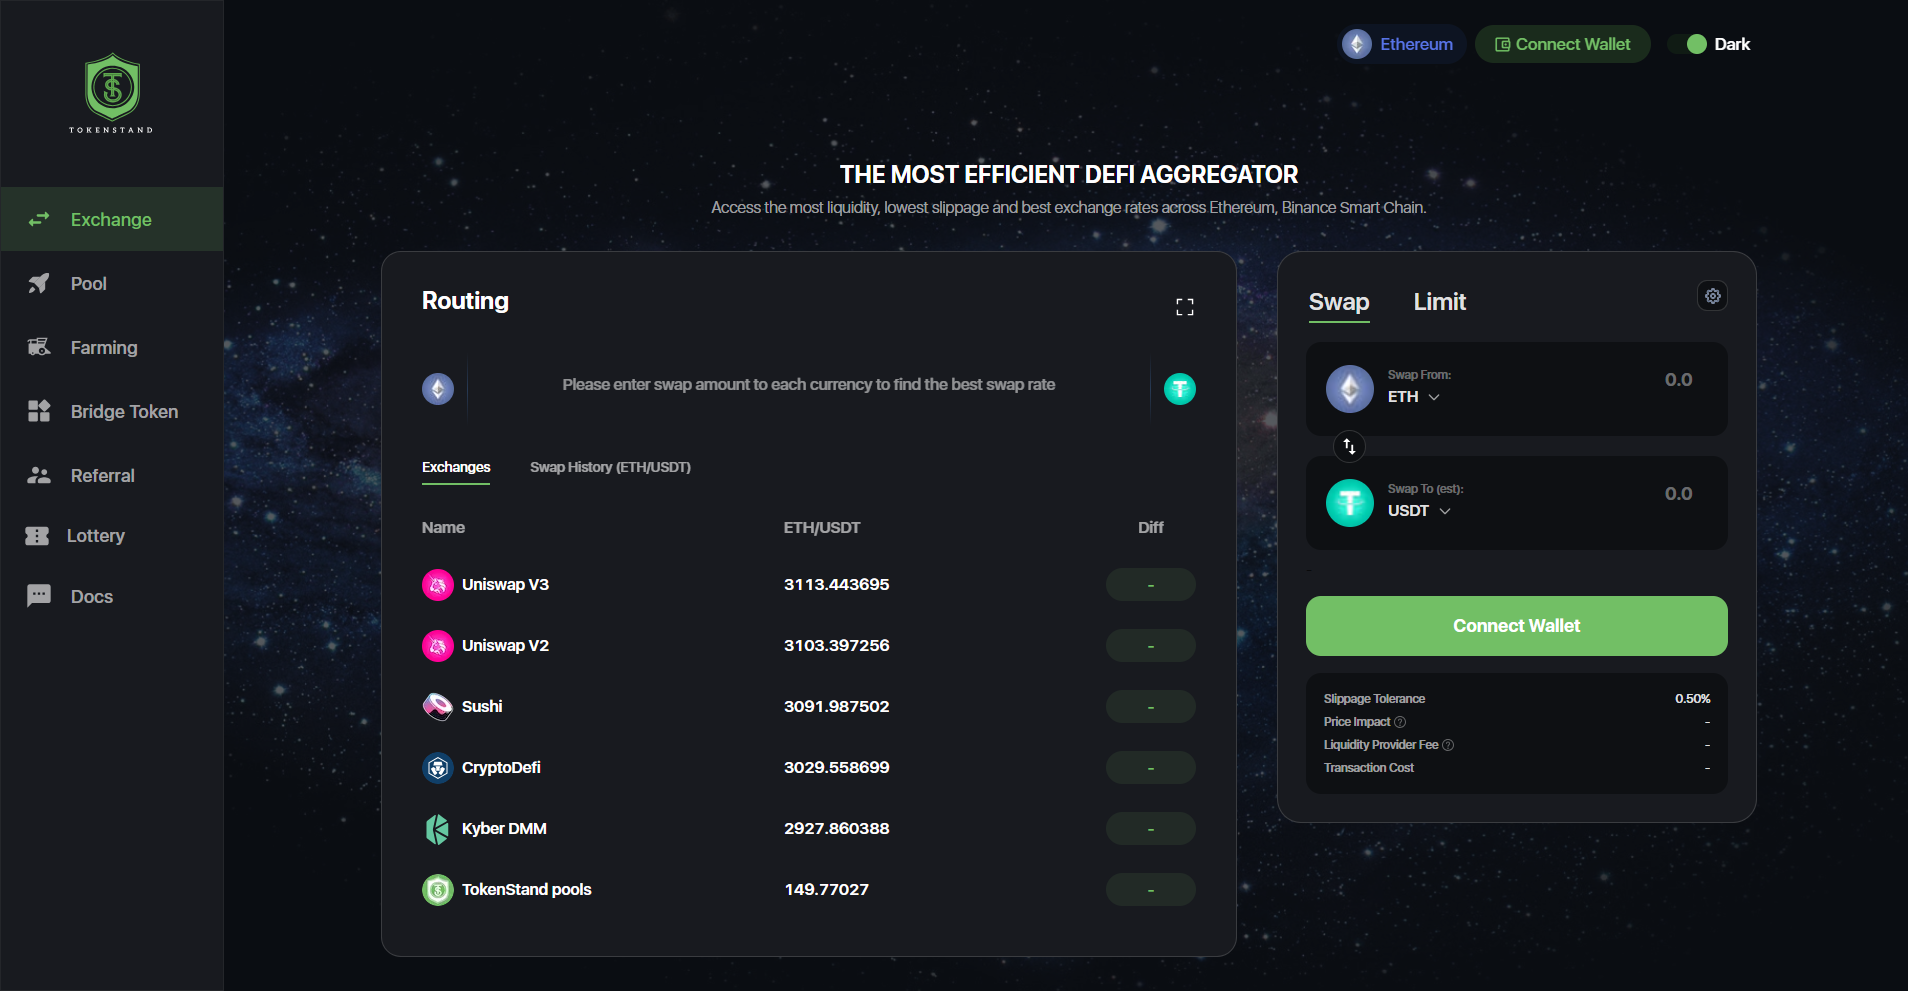 TOKENSTAND
Exchange
Pool
Farming
Bridge Token
Referral
Lottery
Docs
Ethereum
Connect Wallet
Dark
THE MOST EFFICIENT DEFI AGGREGATOR
Access the most liquidity, lowest slippage and best exchange rates across Ethereum, Binance Smart Chain.
Routing
Please enter swap amount to each currency to find the best swap rate
Exchanges Swap History (ETH/USDT)
Name ETH/USDT Diff
Uniswap V3 3113.443695 -
Uniswap V2 3103.397256 -
Sushi 3091.987502 -
CryptoDefi 3029.558699 -
Kyber DMM 2927.860388 -
TokenStand pools 149.77027 -
Swap Limit
Swap From:
ETH
0.0
Swap To (est):
USDT
0.0
Connect Wallet
Slippage Tolerance 0.50%
Price Impact ? -
Liquidity Provider Fee ? -
Transaction Cost -